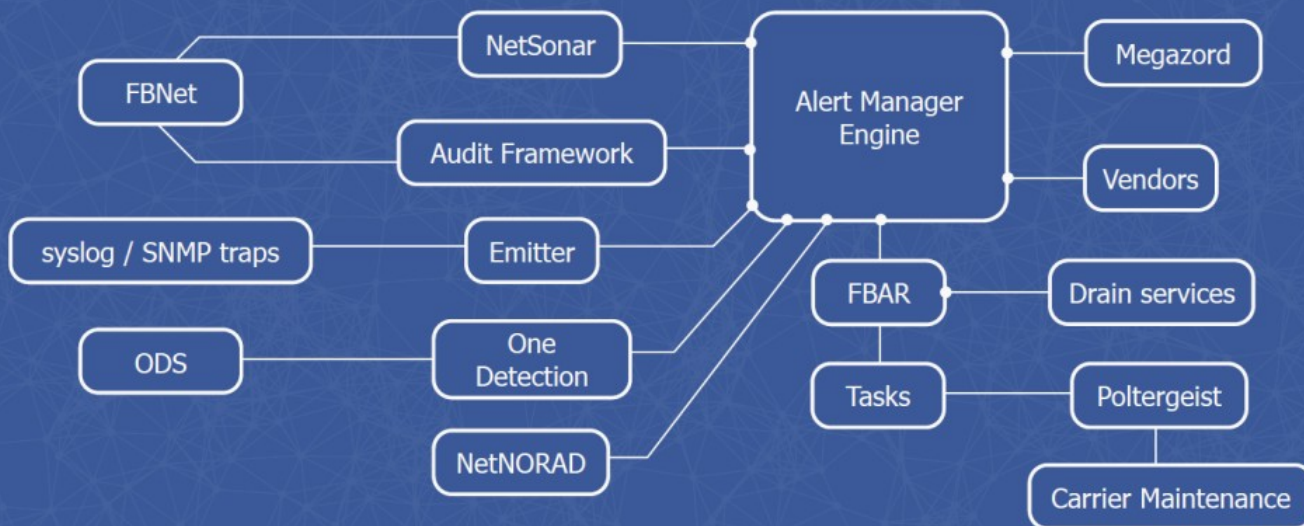 NetSonar
Megazord
FBNet
Alert Manager
Engine
Audit Framework
Vendors
syslog / SNMP traps
Emitter
FBAR
Drain services
ODS
One
Detection
Tasks
Poltergeist
NetNORAD
Carrier Maintenance